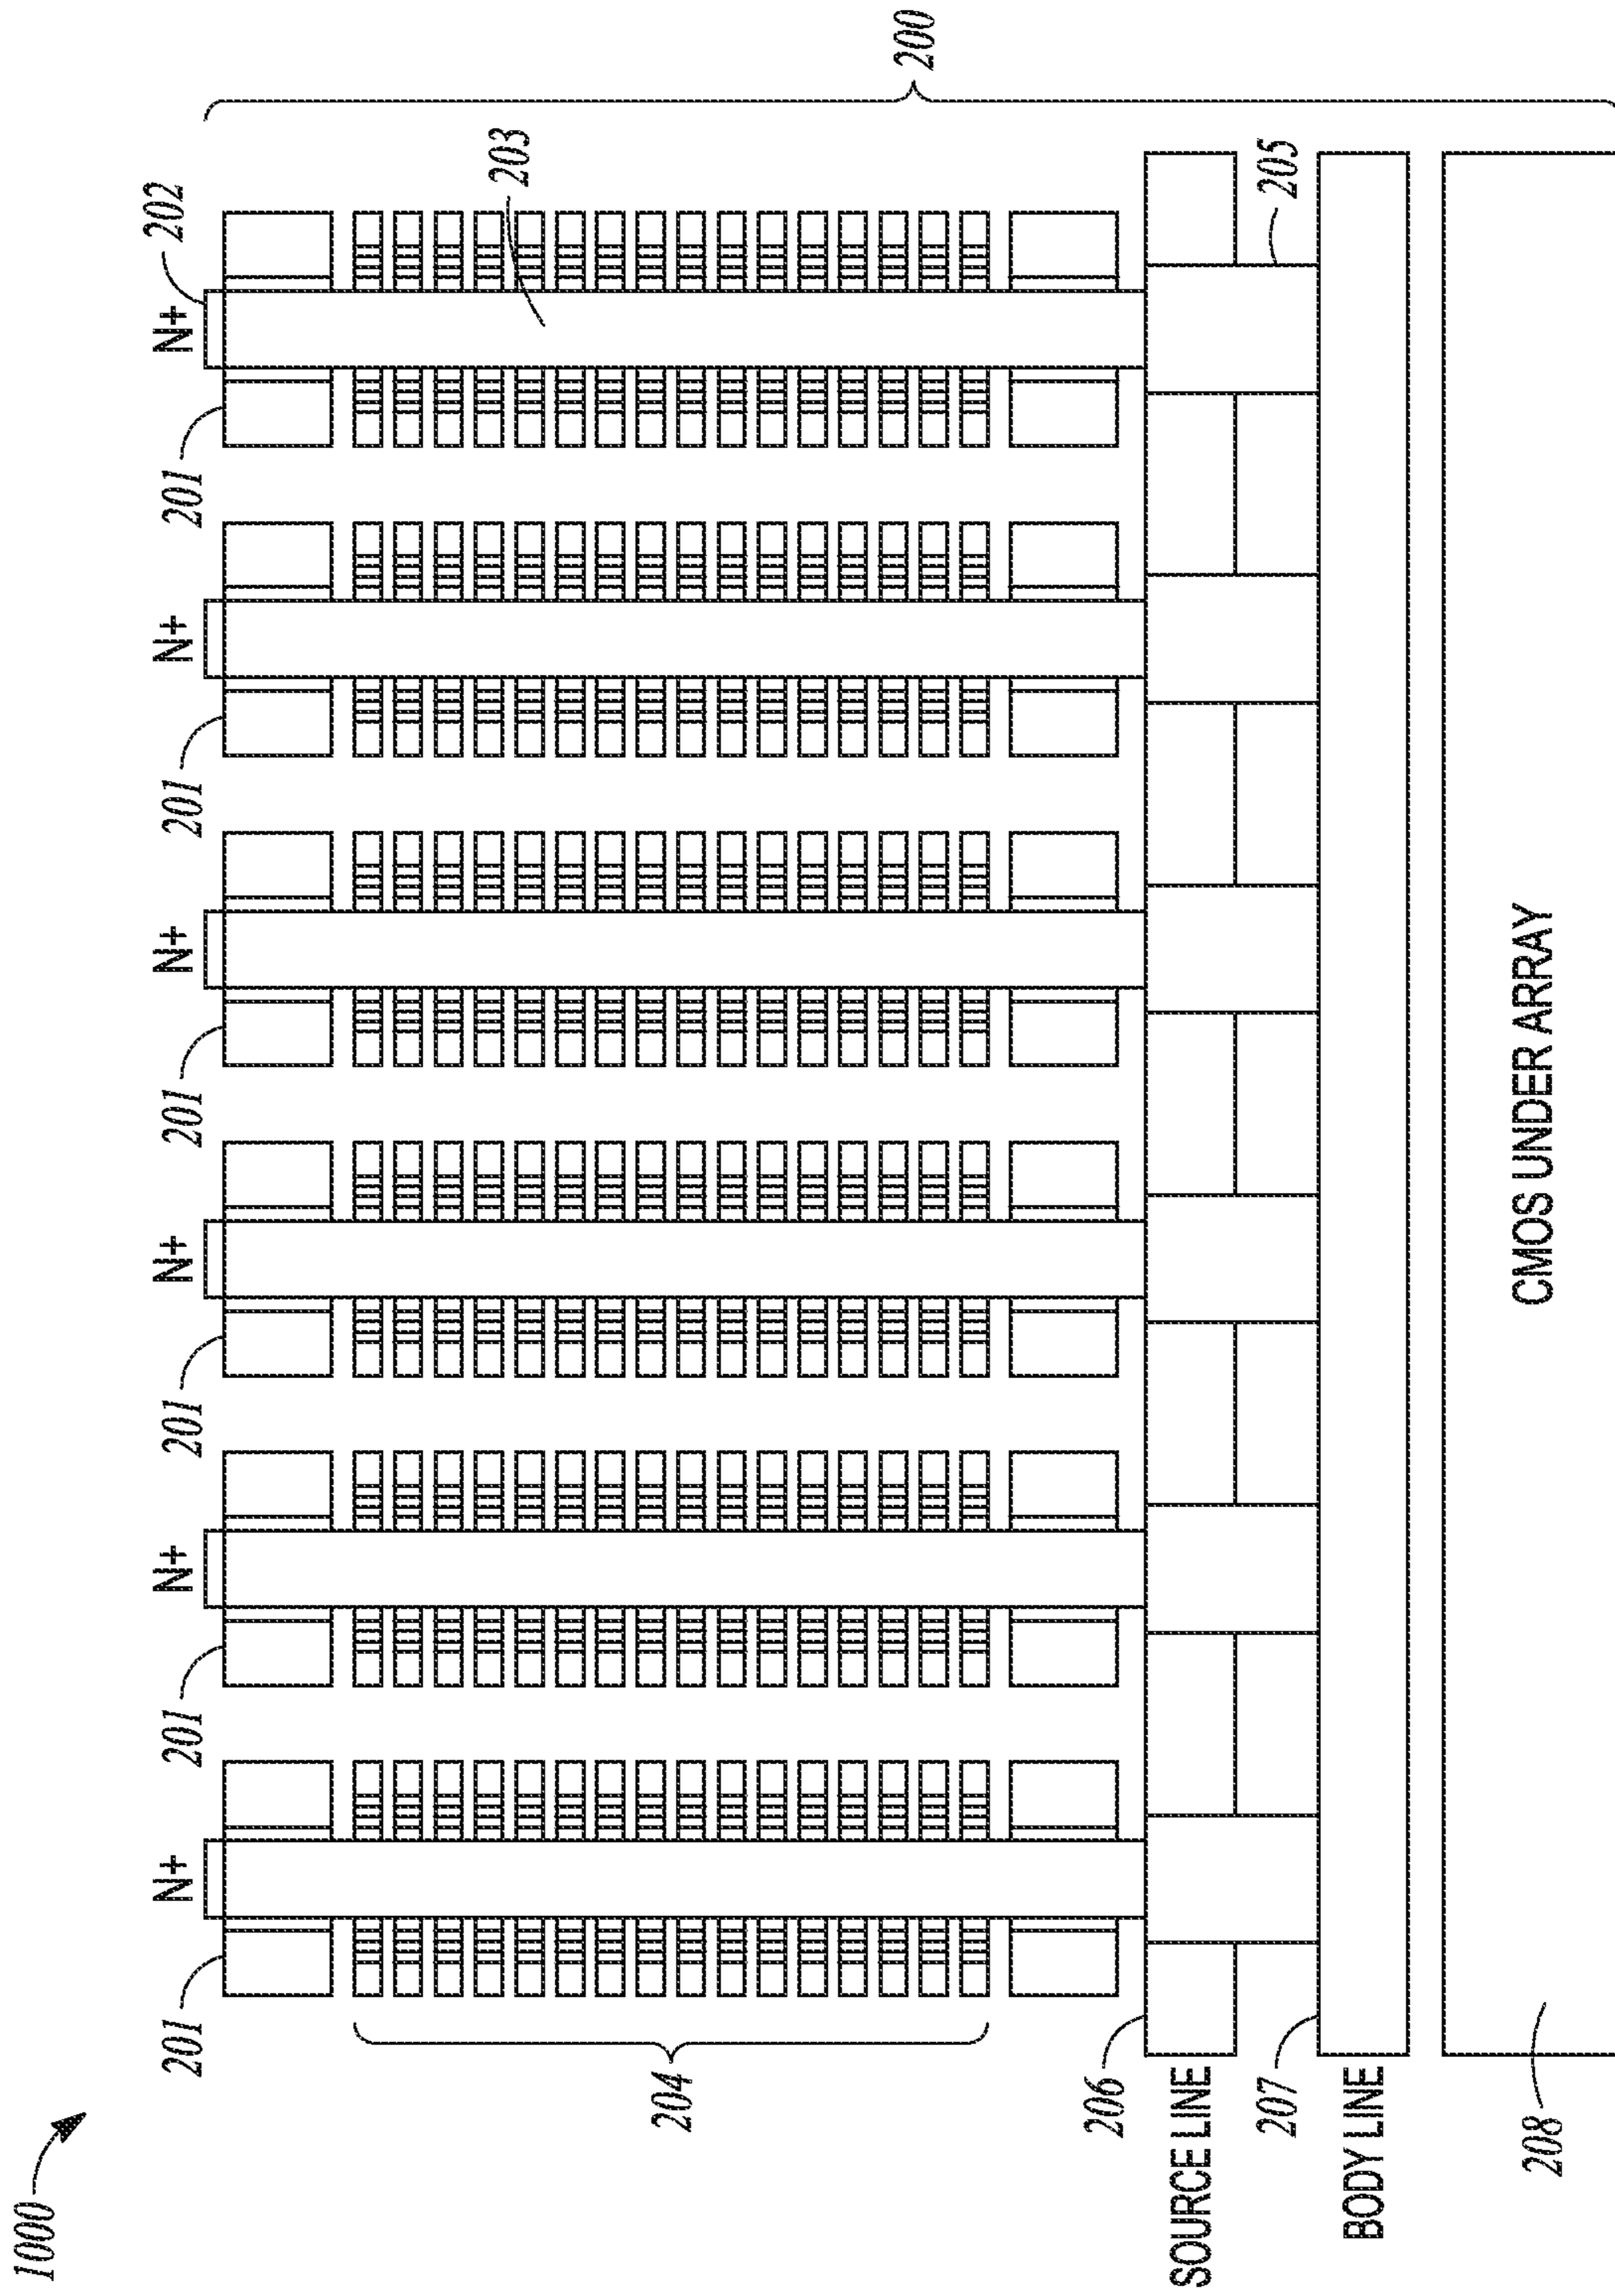 1000
N+ N+ N+ N+ N+ N+
202
201 201 201 201 201 201
203
204
200
206
SOURCE LINE
205
207
BODY LINE
CMOS UNDER ARRAY
208